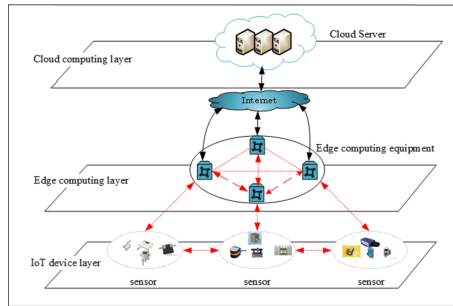 Cloud Server
Cloud computing layer
Internet
Edge computing equipment
Edge computing layer
IoT device layer
sensor
sensor
sensor